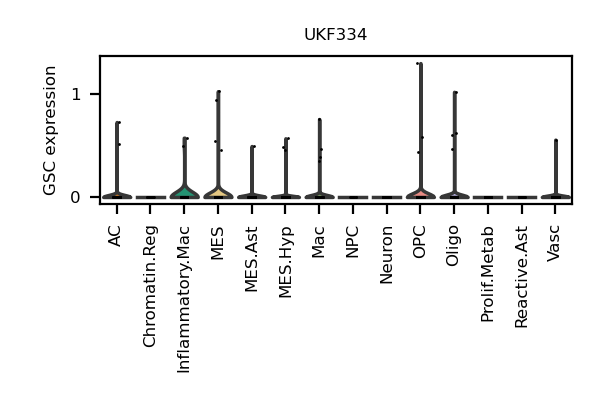 UKF334
GSC expression
1
0
AC
Chromatin.Reg
Inflammatory.Mac
MES
MES.Ast
MES.Hyp
Mac
NPC
Neuron
OPC
Oligo
Prolif.Metab
Reactive.Ast
Vasc